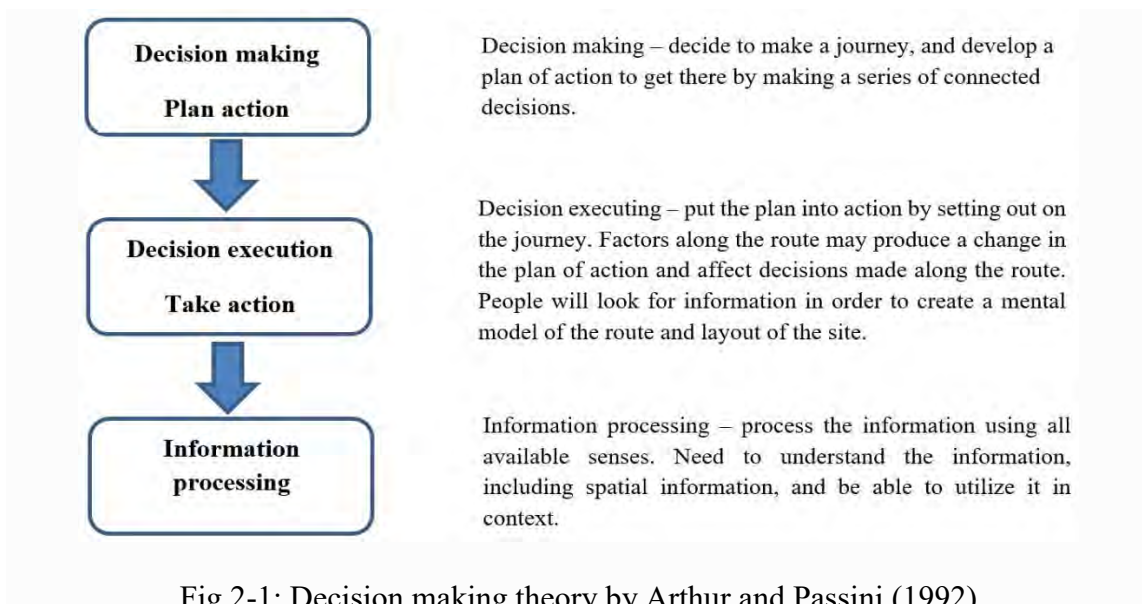 Decision making
Plan action
Decision making – decide to make a journey, and develop a
plan of action to get there by making a series of connected
decisions.
Decision execution
Take action
Decision executing – put the plan into action by setting out on
the journey. Factors along the route may produce a change in
the plan of action and affect decisions made along the route.
People will look for information in order to create a mental
model of the route and layout of the site.
Information
processing
Information processing – process the information using all
available senses. Need to understand the information,
including spatial information, and be able to utilize it in
context.
Fig 2-1: Decision making theory by Arthur and Passini (1992)